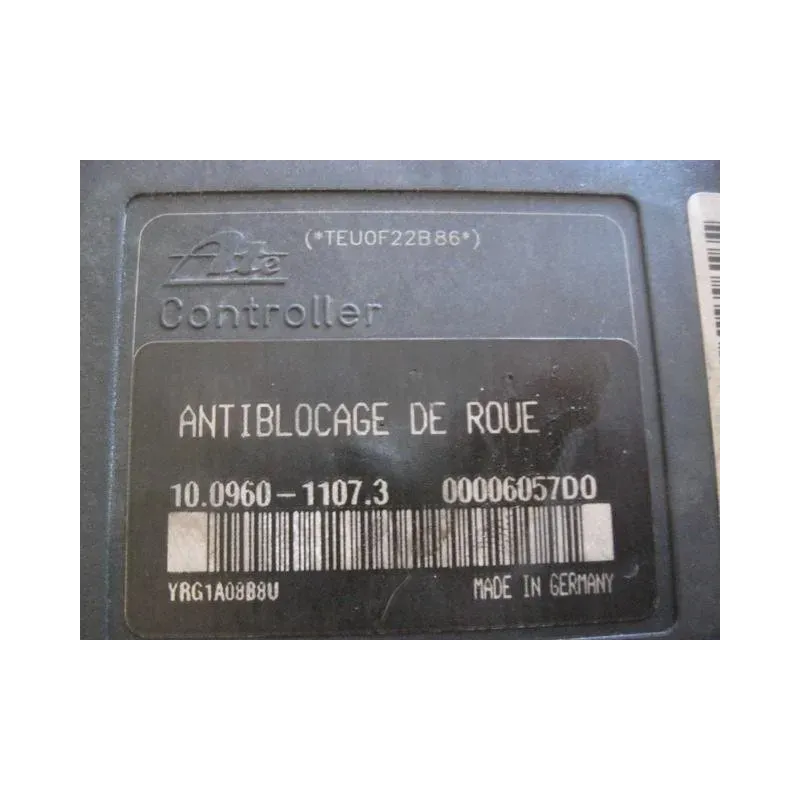 (*TEU0F22B86*)
Ate
Controller
ANTIBLOCAGE DE ROUE
10.0960-1107.3 00006057D0
YRG1A08B8U MADE IN GERMANY